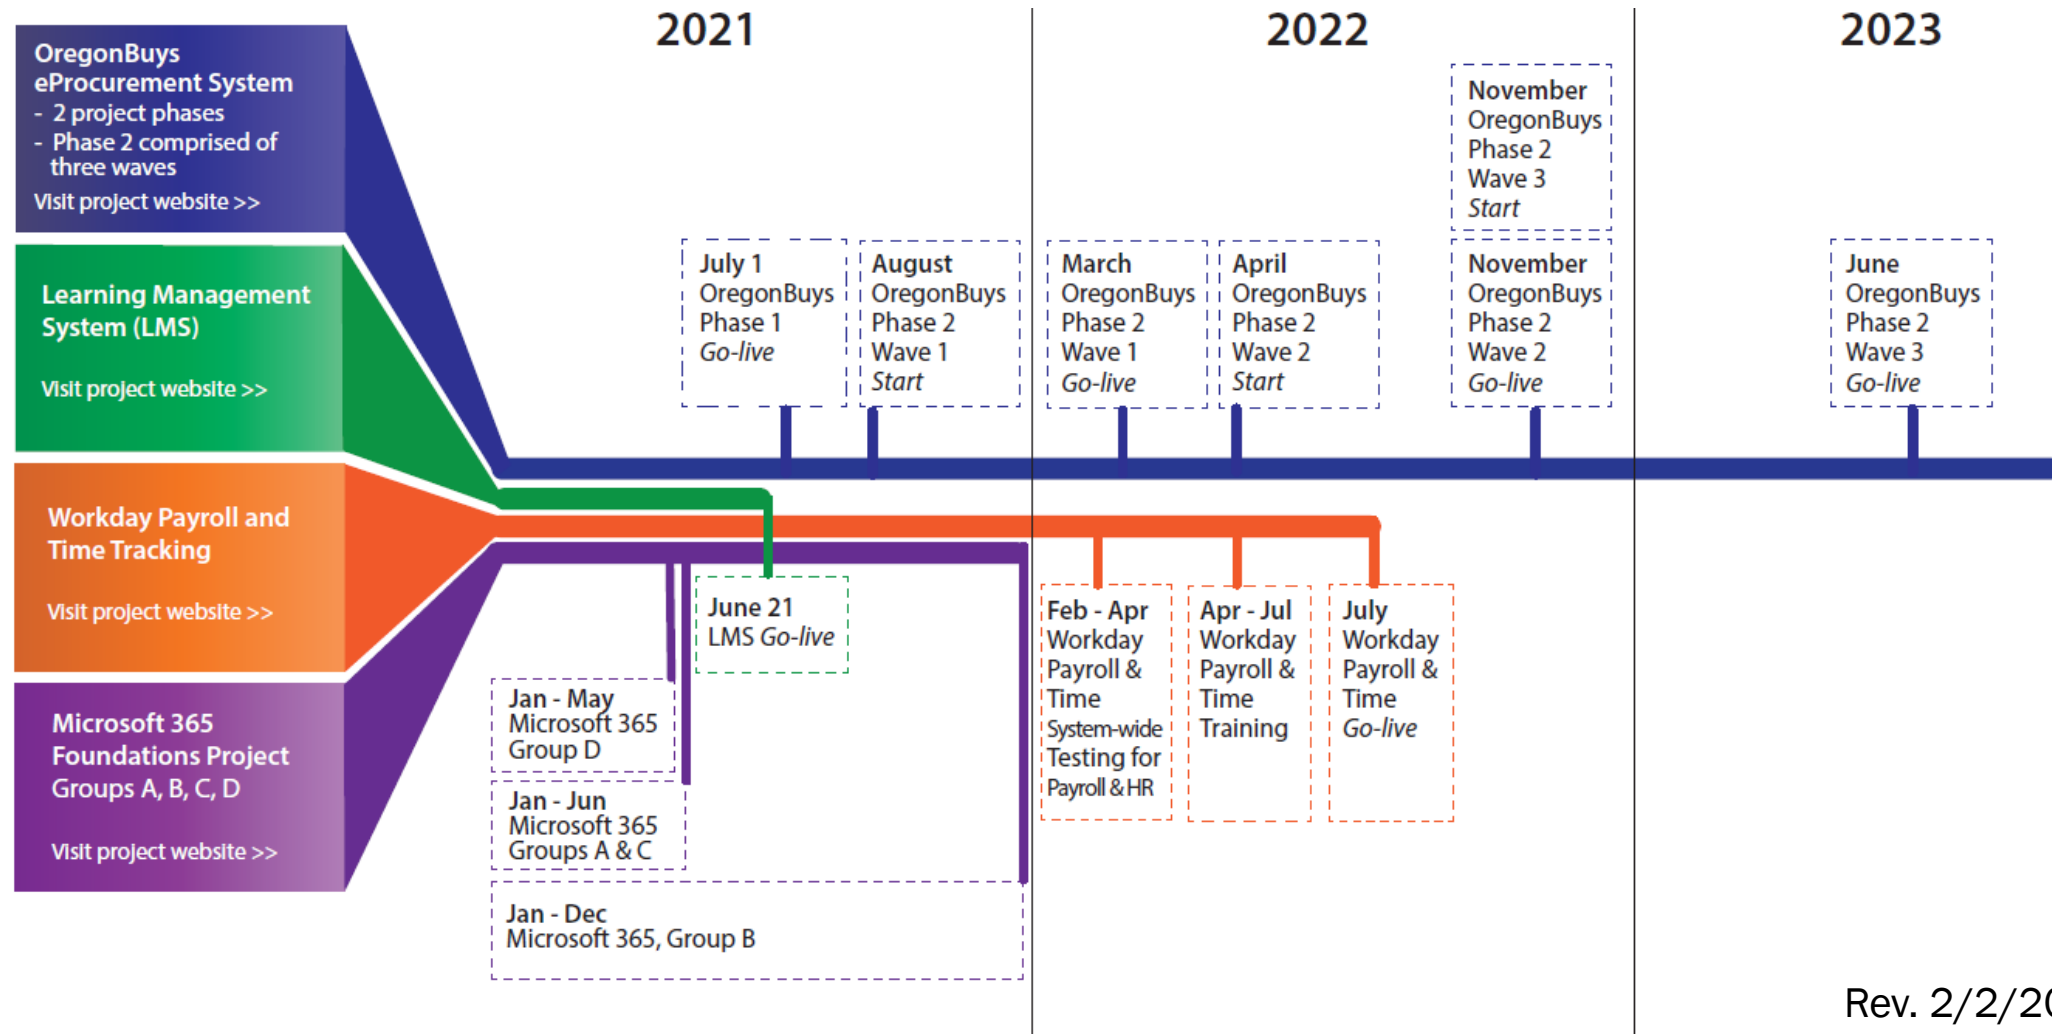 2021
2022
2023
OregonBuys
eProcurement System
- 2 project phases
- Phase 2 comprised of
three waves
Visit project website >>
Learning Management
System (LMS)
Visit project website >>
Workday Payroll and
Time Tracking
Visit project website >>
Microsoft 365
Foundations Project
Groups A, B, C, D
Visit project website >>
July 1
OregonBuys
Phase 1
Go-live
August
OregonBuys
Phase 2
Wave 1
Start
March
OregonBuys
Phase 2
Wave 1
Go-live
April
OregonBuys
Phase 2
Wave 2
Start
November
OregonBuys
Phase 2
Wave 3
Start
November
OregonBuys
Phase 2
Wave 2
Go-live
June
OregonBuys
Phase 2
Wave 3
Go-live
June 21
LMS Go-live
Jan - May
Microsoft 365
Group D
Jan - Jun
Microsoft 365
Groups A & C
Jan - Dec
Microsoft 365, Group B
Feb - Apr
Workday
Payroll &
Time
System-wide
Testing for
Payroll & HR
Apr - Jul
Workday
Payroll &
Time
Training
July
Workday
Payroll &
Time
Go-live
Rev.